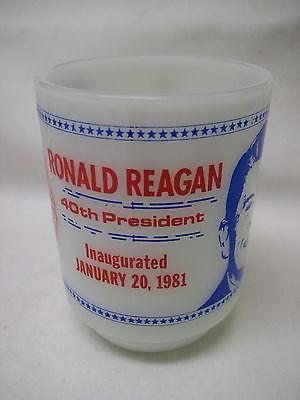 RONALD REAGAN
40th President
Inaugurated
JANUARY 20, 1981